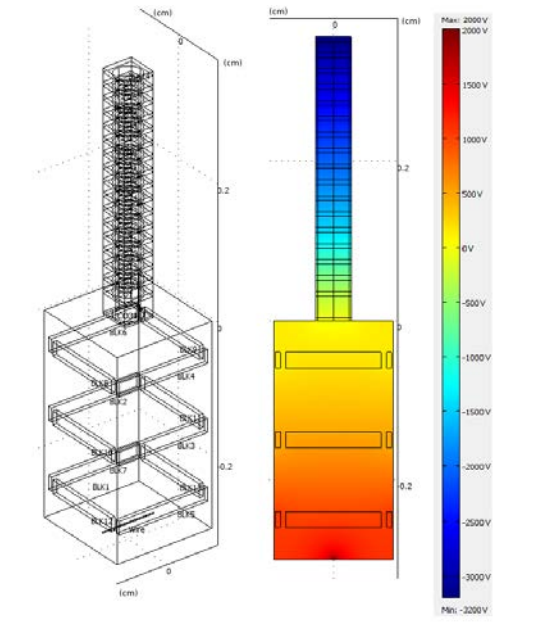 (cm)
0
(cm)
0.2
0
-0.2
BLK6
BLK4
BLK2
BLK3
BLK7
BLK1
wire
0
(cm)
(cm)
0
(cm)
0.2
0
-0.2
Max: 2000 V
2000 V
1500 V
1000 V
500 V
0 V
-500 V
-1000 V
-1500 V
-2000 V
-2500 V
-3000 V
Min: -3200 V